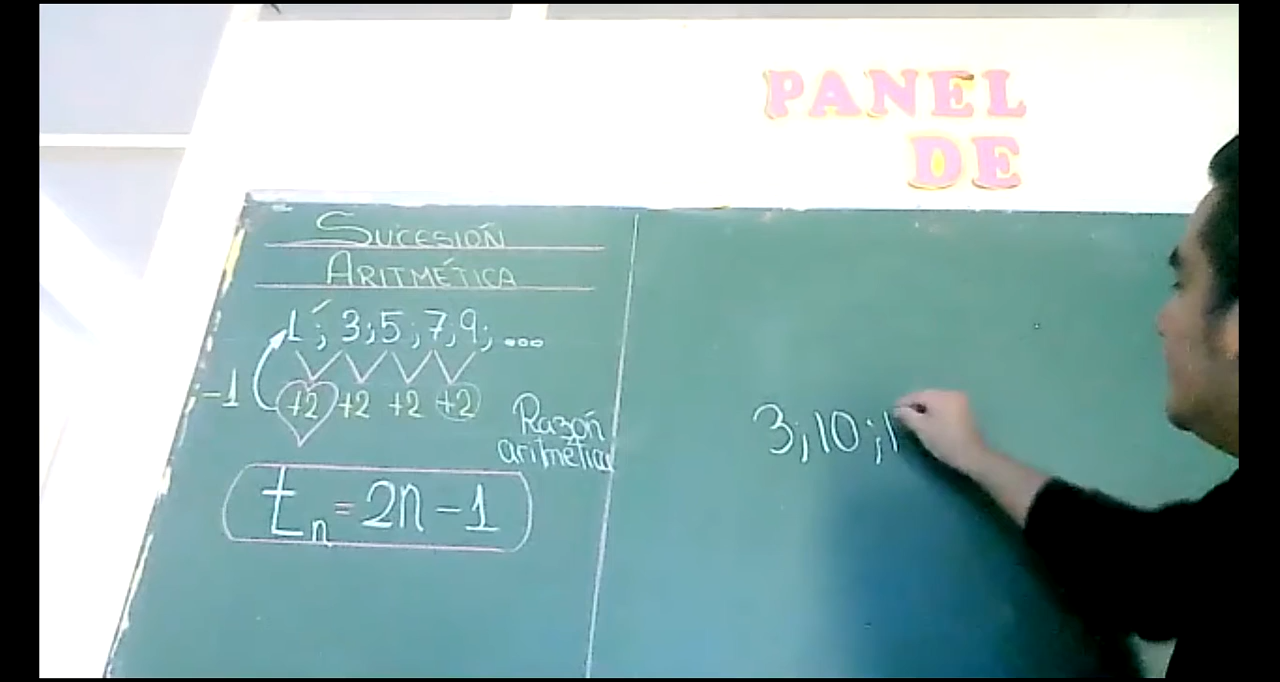 PANEL
DE
SUCESIÓN
ARITMÉTICA
1; 3; 5; 7; 9; ...
-1 +2 +2 +2 +2
Razón
aritmética
tn = 2n - 1
3; 10; 1